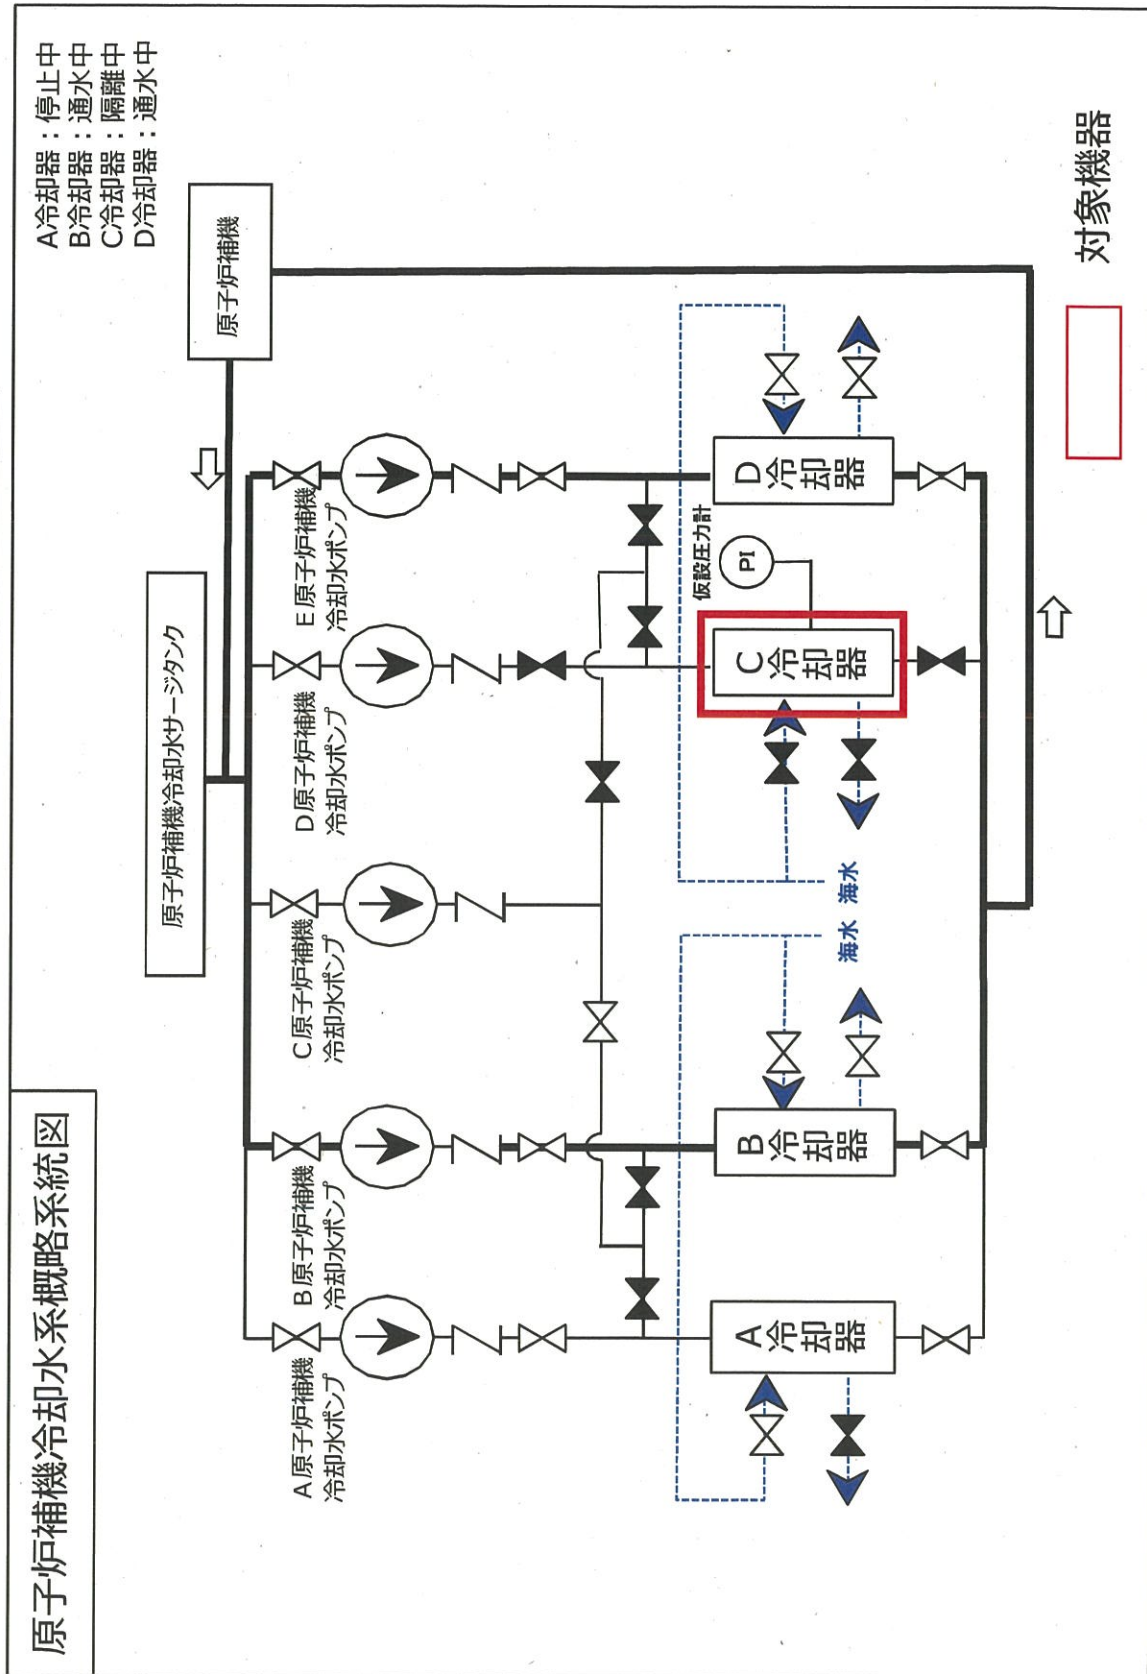 原子炉補機冷却水系概略系統図
A冷却器：停止中
B冷却器：通水中
C冷却器：隔離中
D冷却器：通水中
原子炉補機冷却水サージタンク
原子炉補機
A原子炉補機
冷却水ポンプ
B原子炉補機
冷却水ポンプ
C原子炉補機
冷却水ポンプ
D原子炉補機
冷却水ポンプ
E原子炉補機
冷却水ポンプ
仮設圧力計
PI
A
冷却器
B
冷却器
C
冷却器
D
冷却器
海水
海水
対象機器